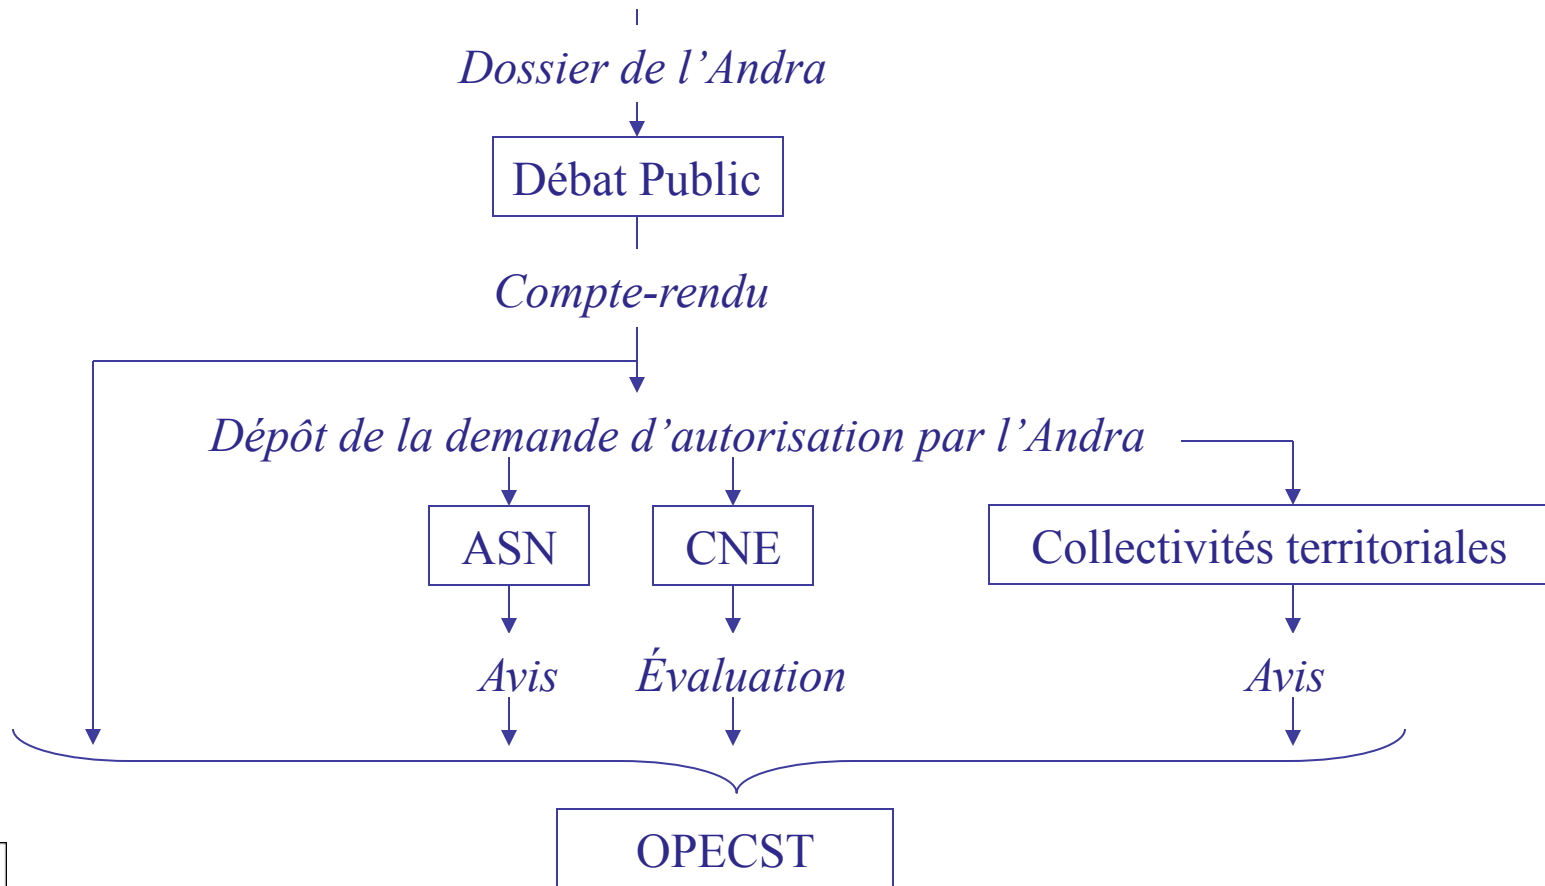 Dossier de l’Andra
Débat Public
Compte-rendu
Dépôt de la demande d’autorisation par l’Andra
ASN
CNE
Collectivités territoriales
Avis
Évaluation
Avis
OPECST